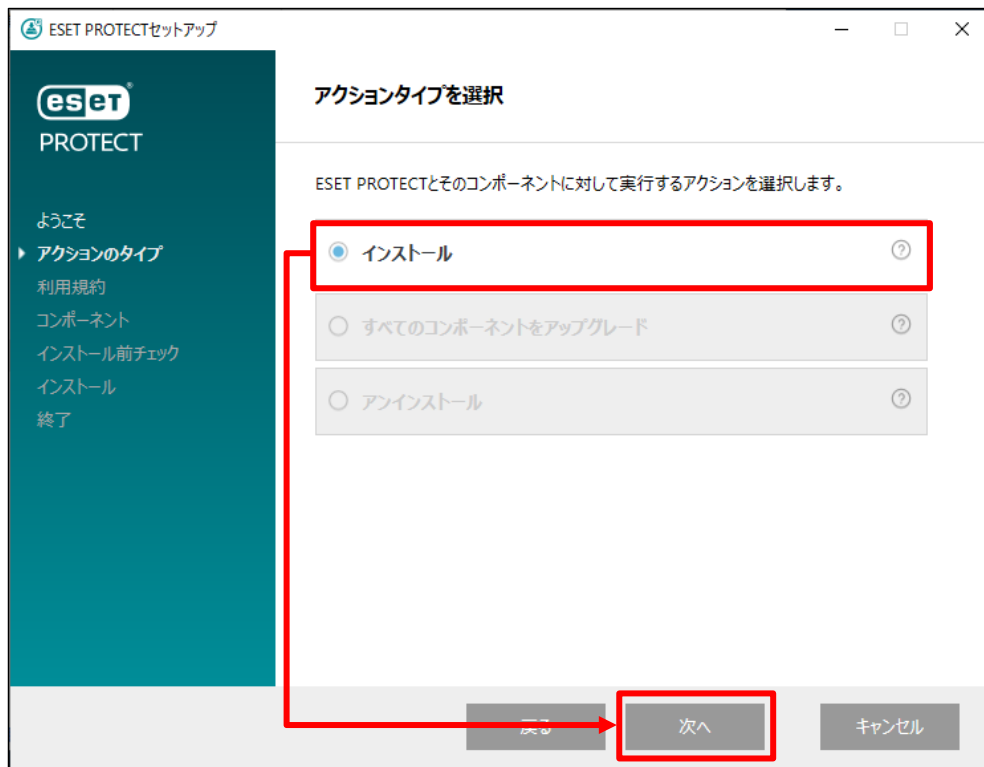 ESET PROTECTセットアップ
eseT
PROTECT
ようこそ
アクションのタイプ
利用規約
コンポーネント
インストール前チェック
インストール
終了
アクションタイプを選択
ESET PROTECTとそのコンポーネントに対して実行するアクションを選択します。
インストール
すべてのコンポーネントをアップグレード
アンインストール
戻る
次へ
キャンセル